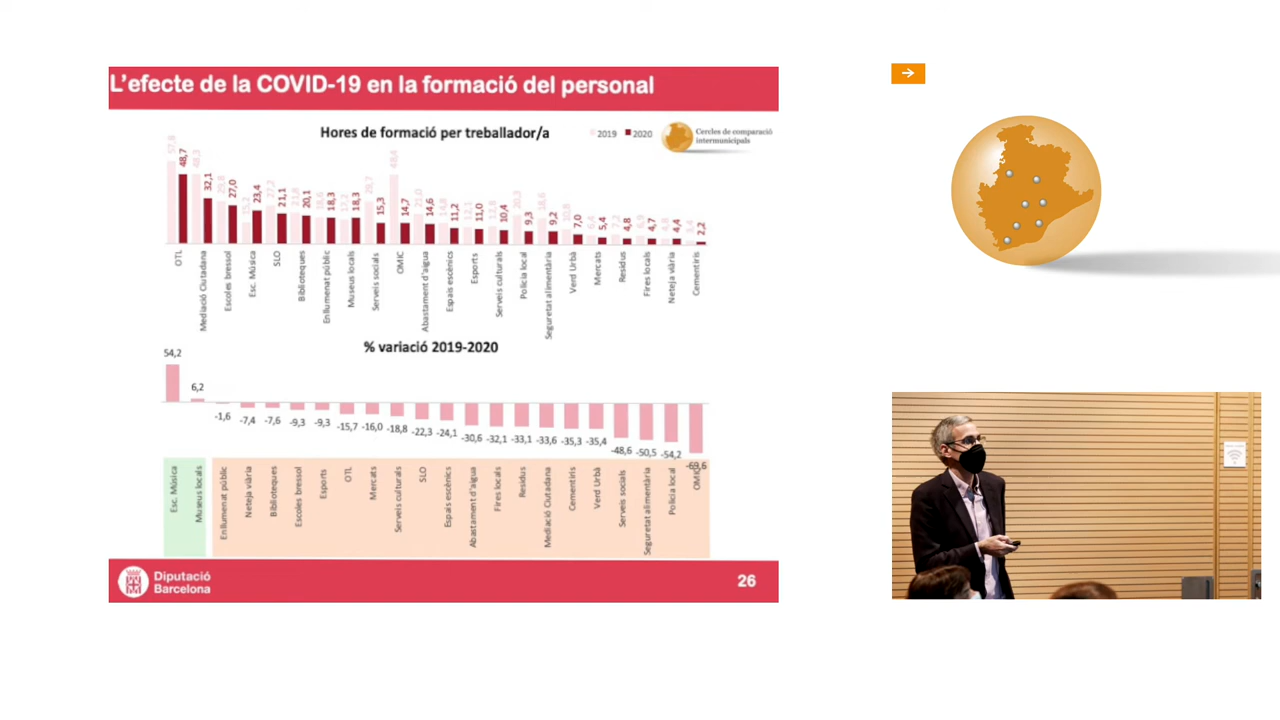 L'efecte de la COVID-19 en la formació del personal
Hores de formació per treballador/a
2019 2020
Cercles de comparació
intermunicipals
48,7 32,1 27,0 23,4 21,1 20,1 18,3 18,3 15,3 14,7 14,6 11,2 11,0 10,4 9,3 9,2 7,0 5,4 4,8 4,7 4,4 2,2
OTL
Mediació Ciutadana
Escoles bressol
Esc. Música
SLO
Biblioteques
Enllumenat públic
Museus locals
Serveis socials
OMIC
Abastament d'aigua
Espais escènics
Esports
Serveis culturals
Policia local
Seguretat alimentària
Verd Urbà
Mercats
Residus
Fires locals
Neteja viària
Cementiris
% variació 2019-2020
54,2 6,2 -1,6 -7,4 -7,6 -9,3 -9,3 -15,7 -16,0 -18,8 -22,3 -24,1 -30,6 -32,1 -33,1 -33,6 -35,3 -35,4 -48,6 -50,5 -54,2 -69,6
Esc. Música
Museus locals
Enllumenat públic
Neteja viària
Biblioteques
Escoles bressol
Esports
OTL
Mercats
Serveis culturals
SLO
Espais escènics
Abastament d'aigua
Fires locals
Residus
Mediació Ciutadana
Cementiris
Verd Urbà
Serveis socials
Seguretat alimentària
Policia local
OMIC
Diputació
Barcelona
26